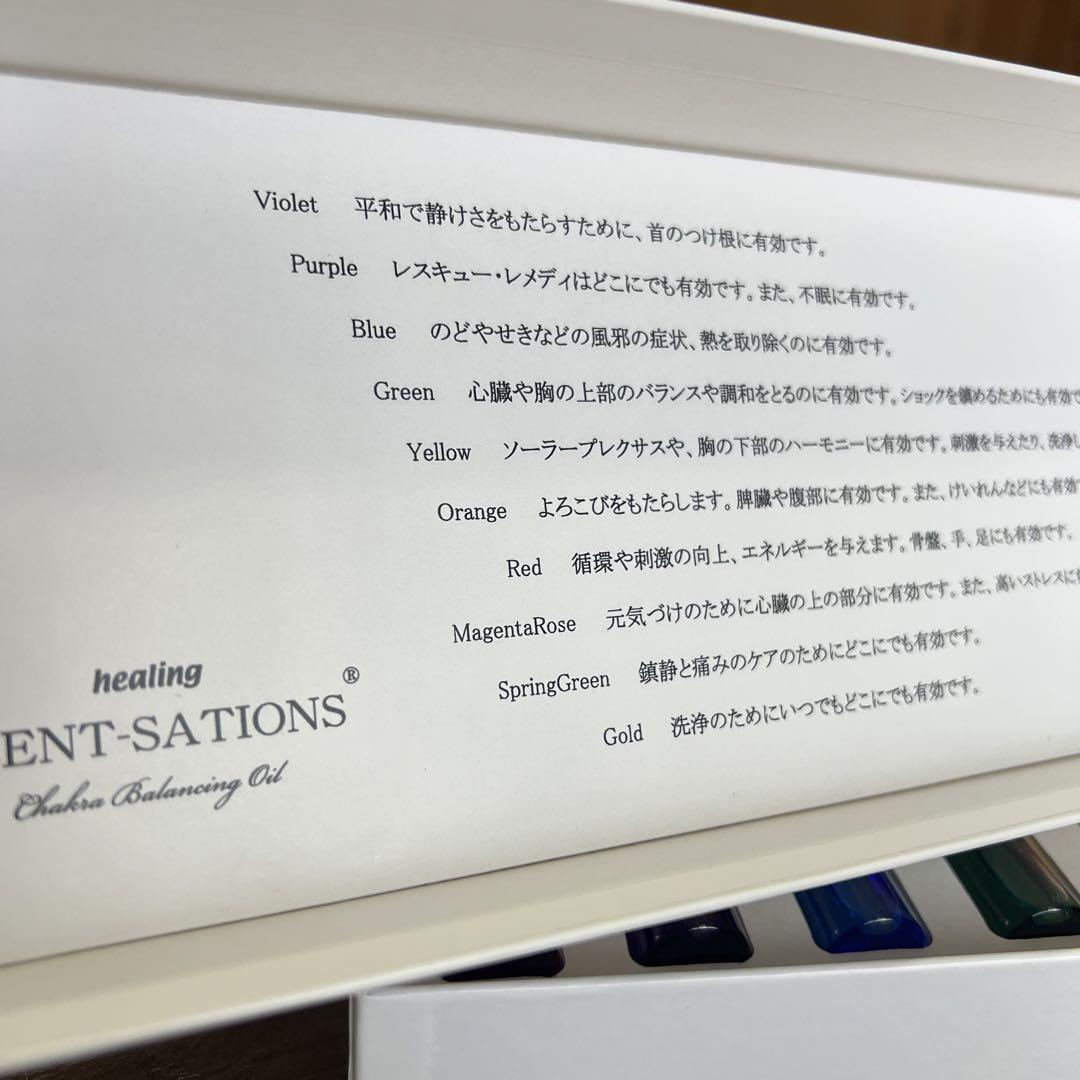 Violet 平和で静けさをもたらすために、首のつけ根に有効です。
Purple レスキュー・レメディはどこにでも有効です。また、不眠に有効です。
Blue のどやせきなどの風邪の症状、熱を取り除くのに有効です。
Green 心臓や胸の上部のバランスや調和をとるのに有効です。ショックを鎮めるためにも有効で
Yellow ソーラープレクサスや、胸の下部のハーモニーに有効です。刺激を与えたり、洗浄し
Orange よろこびをもたらします。脾臓や腹部に有効です。また、けいれんなどにも有効で
Red 循環や刺激の向上、エネルギーを与えます。骨盤、手、足にも有効です。
MagentaRose 元気づけのために心臓の上の部分に有効です。また、高いストレスに
SpringGreen 鎮静と痛みのケアのためにどこにでも有効です。
Gold 洗浄のためにいつでもどこにでも有効です。
healing
ENT-SATIONS®
Chakra Balancing Oil